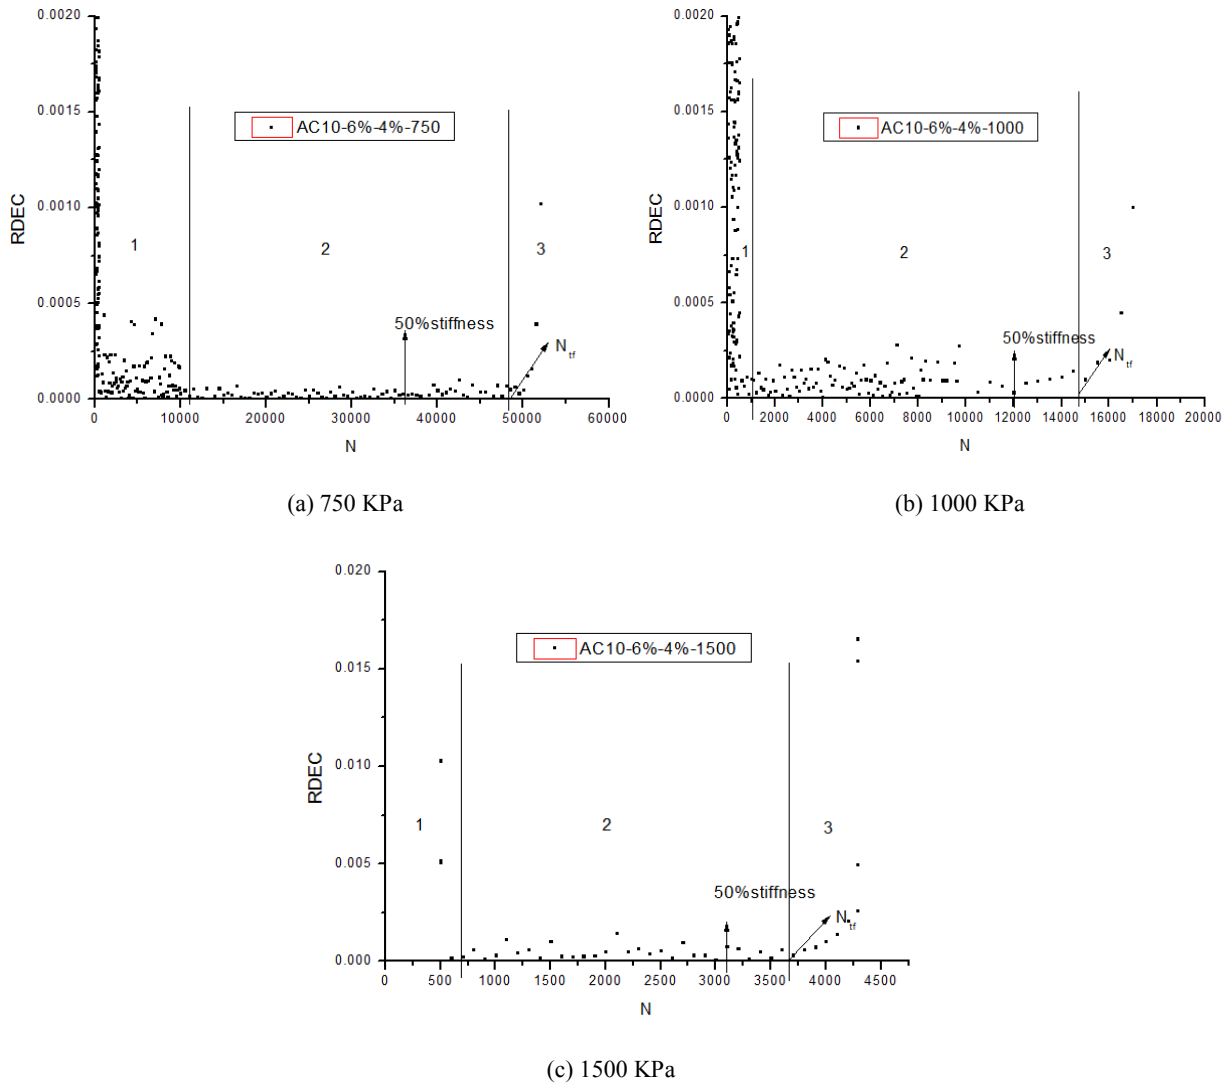 0.0020
0.0015
0.0010
0.0005
0.0000
RDEC
AC10-6%-4%-750
1
2
3
50%stiffness
N tf
0 10000 20000 30000 40000 50000 60000
N
(a) 750 KPa
0.0020
0.0015
0.0010
0.0005
0.0000
RDEC
AC10-6%-4%-1000
1
2
3
50%stiffness
N tf
0 2000 4000 6000 8000 10000 12000 14000 16000 18000 20000
N
(b) 1000 KPa
0.020
0.015
0.010
0.005
0.000
RDEC
AC10-6%-4%-1500
1
2
3
50%stiffness
N tf
0 500 1000 1500 2000 2500 3000 3500 4000 4500
N
(c) 1500 KPa